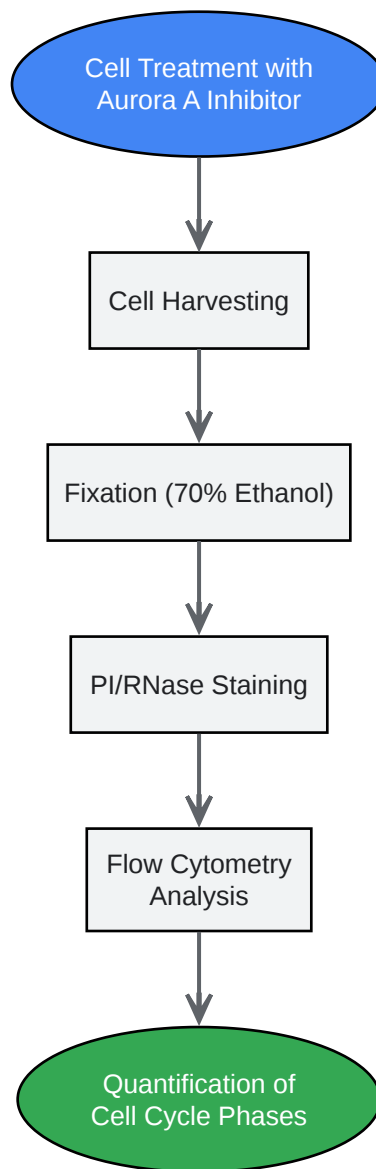 Cell Treatment with
Aurora A Inhibitor
Cell Harvesting
Fixation (70% Ethanol)
PI/RNase Staining
Flow Cytometry
Analysis
Quantification of
Cell Cycle Phases